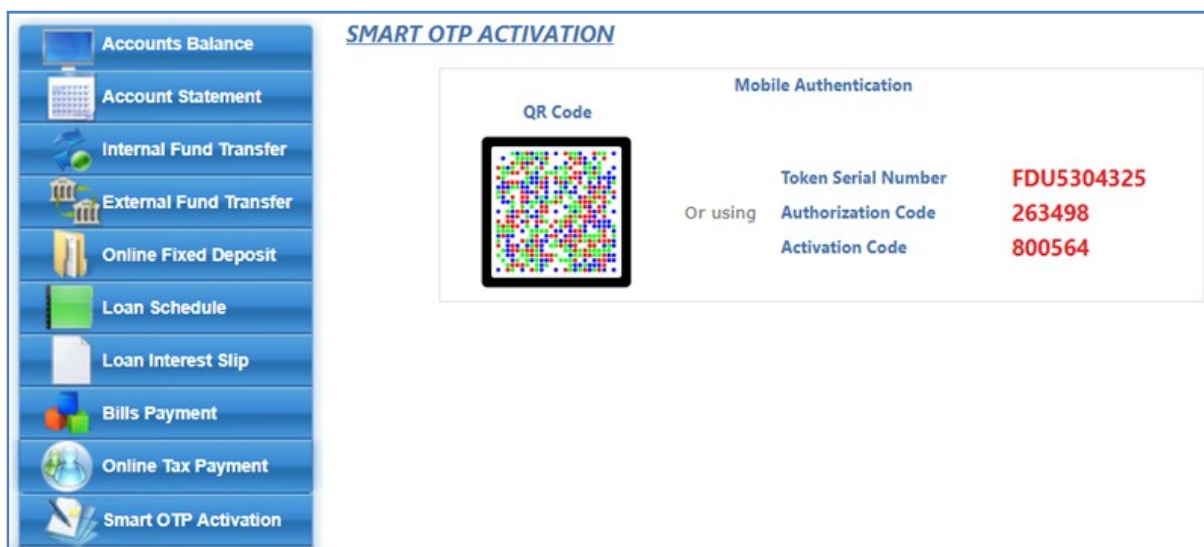 Accounts Balance
Account Statement
Internal Fund Transfer
External Fund Transfer
Online Fixed Deposit
Loan Schedule
Loan Interest Slip
Bills Payment
Online Tax Payment
Smart OTP Activation
SMART OTP ACTIVATION
Mobile Authentication
QR Code
Or using
Token Serial Number FDU5304325
Authorization Code 263498
Activation Code 800564